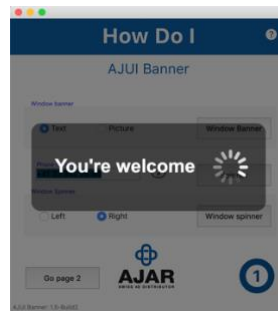 How Do I
?
AJUI Banner
Window banner
Text
Picture
Window Banner
You're welcome
Window Spinner
Left
Right
Window spinner
Go page 2
AJAR
SWISS 4D DISTRIBUTOR
1
AJUI Banner: 1.5-Build2